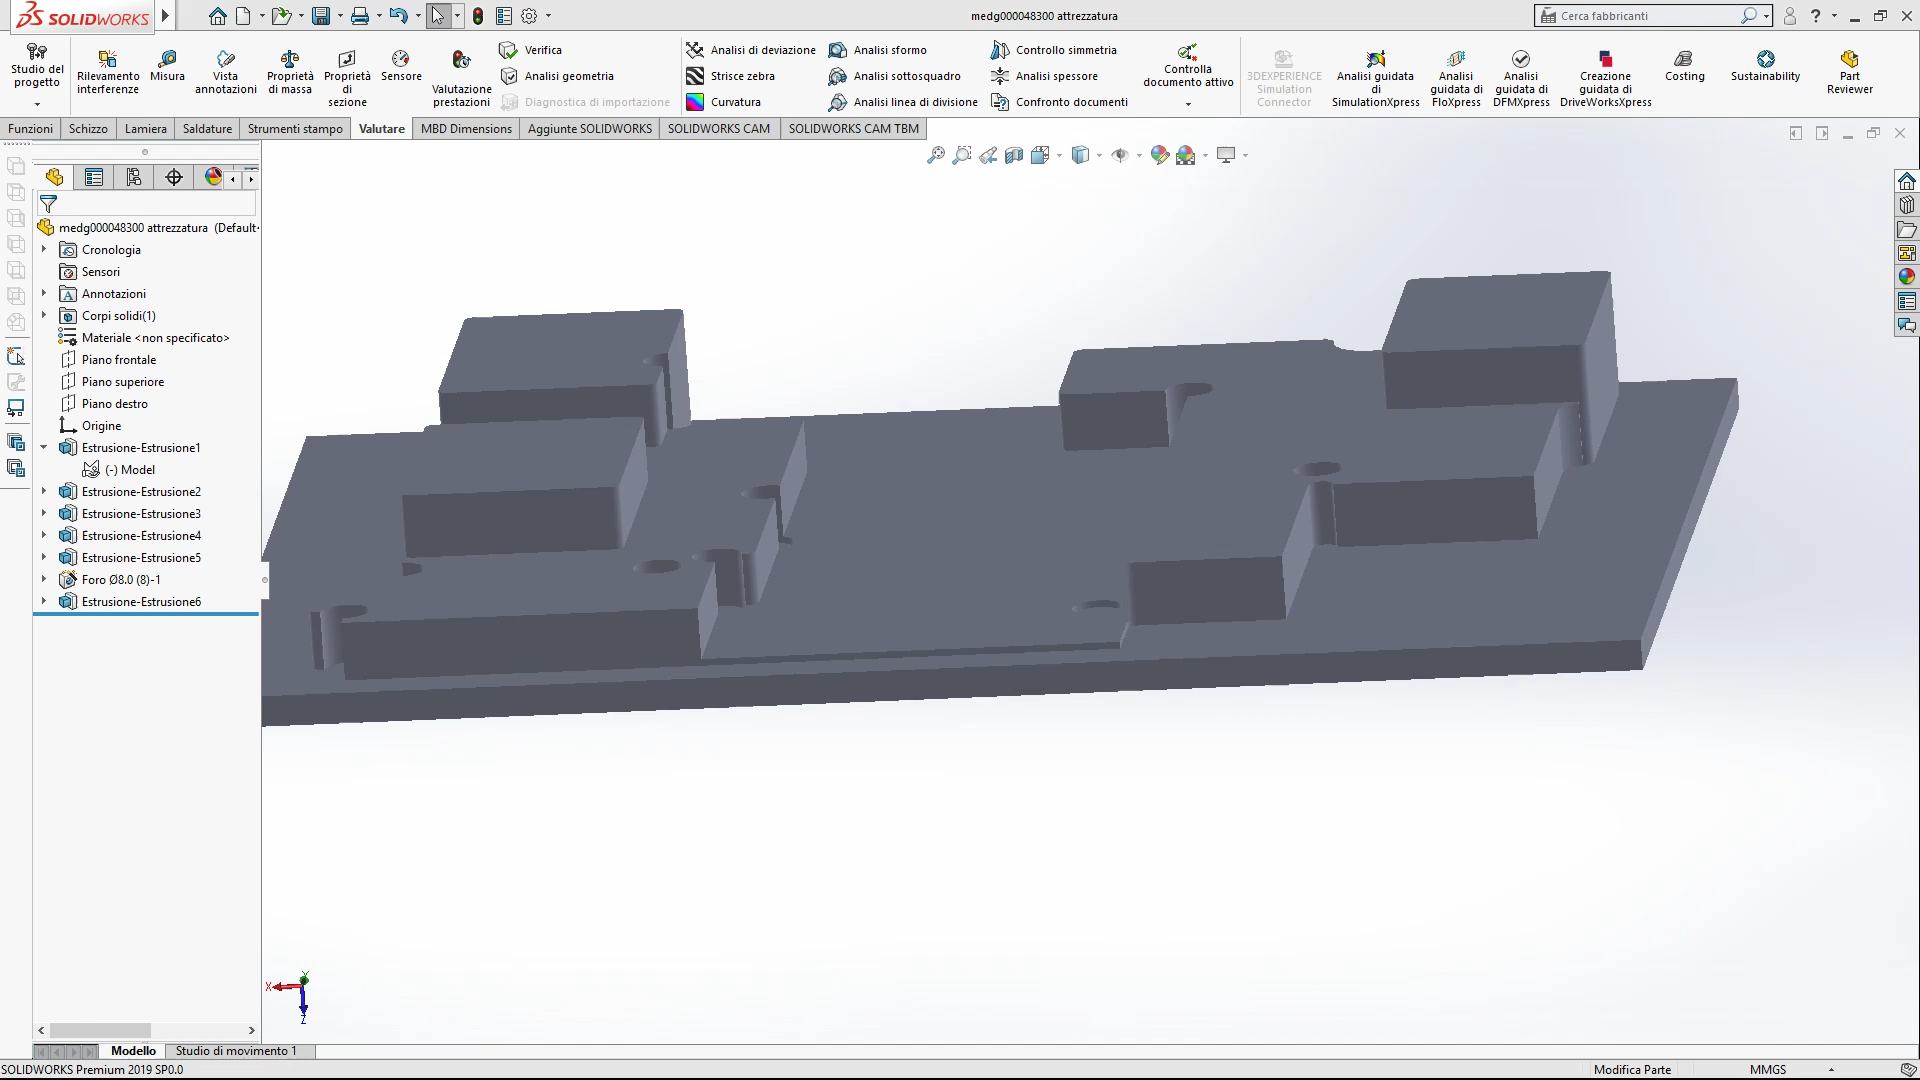 SOLIDWORKS
medg000048300 attrezzatura
Cerca fabbricanti
Studio del progetto
Rilevamento interferenze
Misura
Vista annotazioni
Proprietà di massa
Proprietà di sezione
Sensore
Valutazione prestazioni
Verifica
Analisi geometria
Diagnostica di importazione
Analisi di deviazione
Strisce zebra
Curvatura
Analisi sformo
Analisi sottosquadro
Analisi linea di divisione
Controllo simmetria
Analisi spessore
Confronto documenti
Controlla documento attivo
3DEXPERIENCE Simulation Connector
Analisi guidata di SimulationXpress
Analisi guidata di FloXpress
Analisi guidata di DFMXpress
Creazione guidata di DriveWorksXpress
Costing
Sustainability
Part Reviewer
Funzioni
Schizzo
Lamiera
Saldature
Strumenti stampo
Valutare
MBD Dimensions
Aggiunte SOLIDWORKS
SOLIDWORKS CAM
SOLIDWORKS CAM TBM
medg000048300 attrezzatura (Default
Cronologia
Sensori
Annotazioni
Corpi solidi(1)
Materiale <non specificato>
Piano frontale
Piano superiore
Piano destro
Origine
Estrusione-Estrusione1
(-) Model
Estrusione-Estrusione2
Estrusione-Estrusione3
Estrusione-Estrusione4
Estrusione-Estrusione5
Foro Ø8.0 (8)-1
Estrusione-Estrusione6
Y
X
Z
Modello
Studio di movimento 1
SOLIDWORKS Premium 2019 SP0.0
Modifica Parte
MMGS